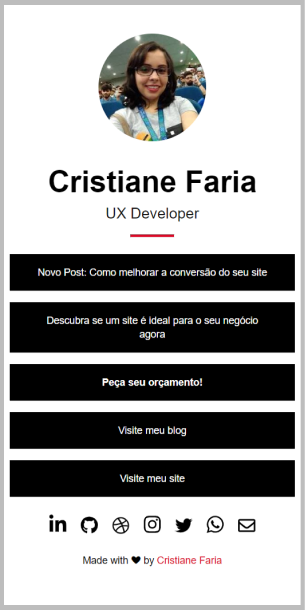 Cristiane Faria
UX Developer
Novo Post: Como melhorar a conversão do seu site
Descubra se um site é ideal para o seu negócio
agora
Peça seu orçamento!
Visite meu blog
Visite meu site
Made with ♥ by Cristiane Faria